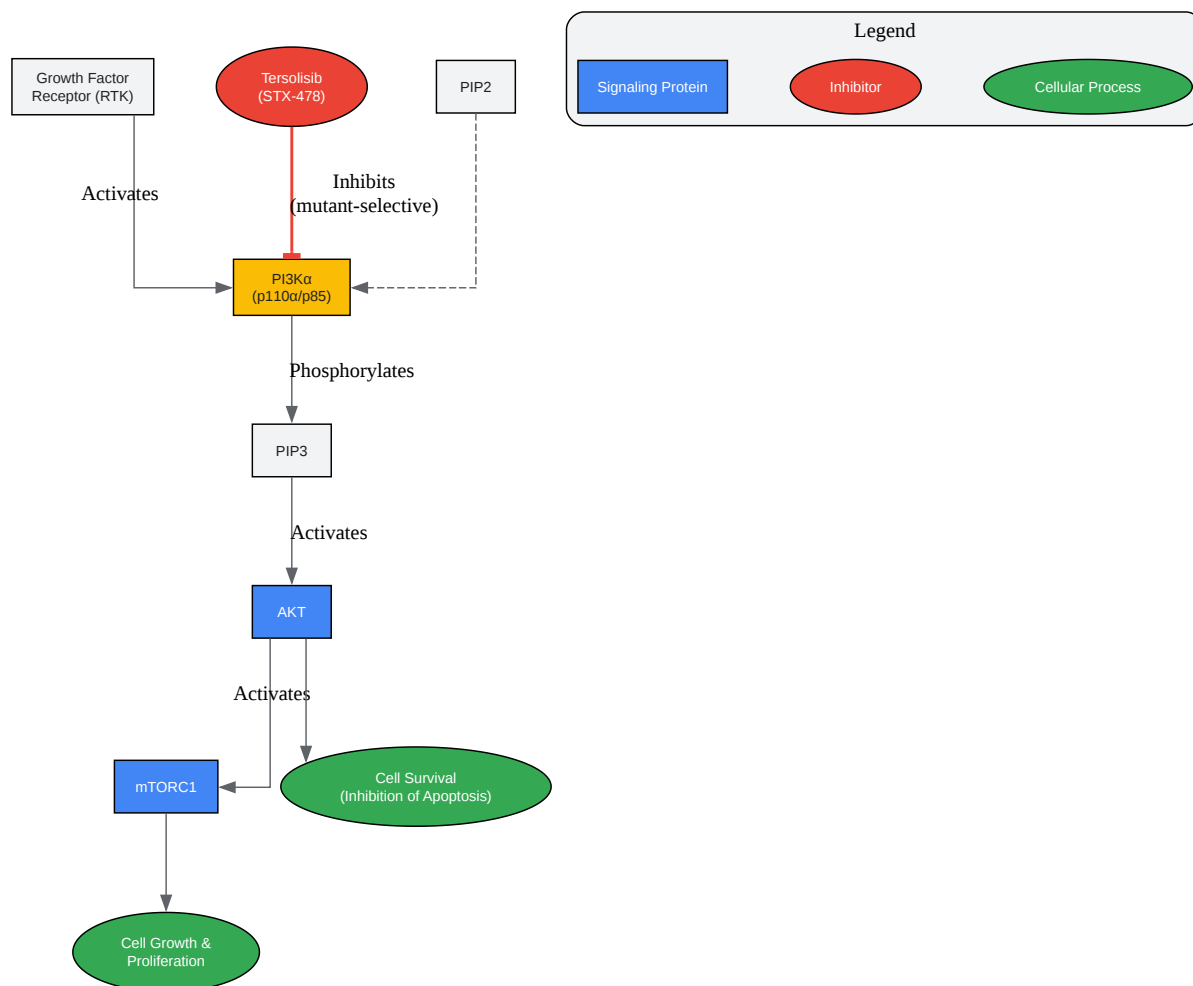 Legend
Growth Factor
Receptor (RTK)
Tersolisib
(STX-478)
PIP2
Signaling Protein
Inhibitor
Cellular Process
Activates
Inhibits
(mutant-selective)
PI3Kα
(p110α/p85)
Phosphorylates
PIP3
Activates
AKT
Activates
mTORC1
Cell Survival
(Inhibition of Apoptosis)
Cell Growth &
Proliferation